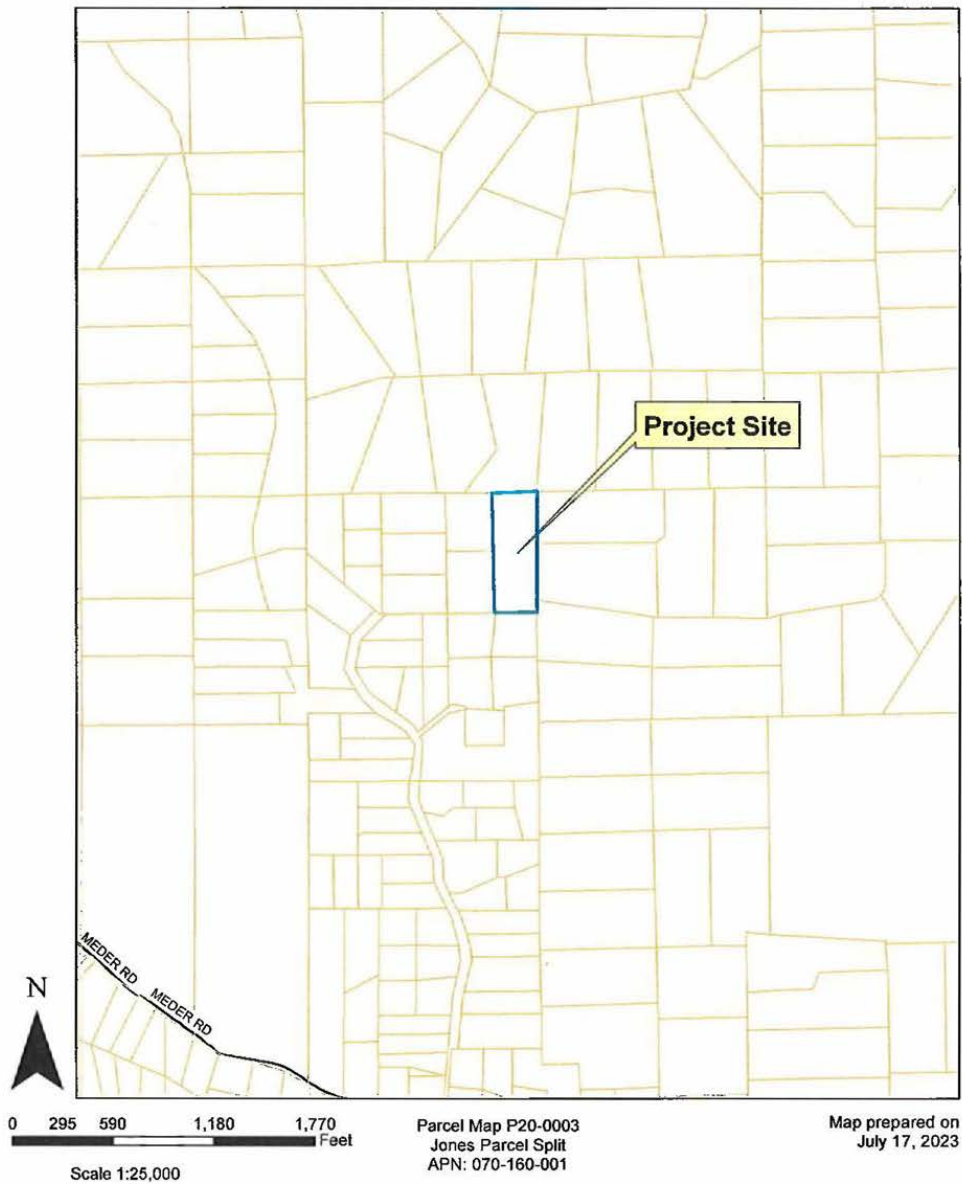 Project Site
MEDER RD
MEDER RD
N
0 295 590 1,180 1,770
Feet
Scale 1:25,000
Parcel Map P20-0003
Jones Parcel Split
APN: 070-160-001
Map prepared on
July 17, 2023